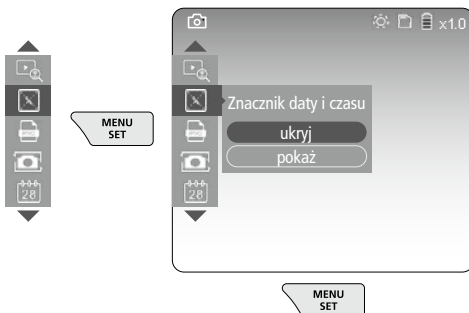 x1.0
MENU
SET
Znacznik daty i czasu
ukryj
pokaż
28
28
MENU
SET